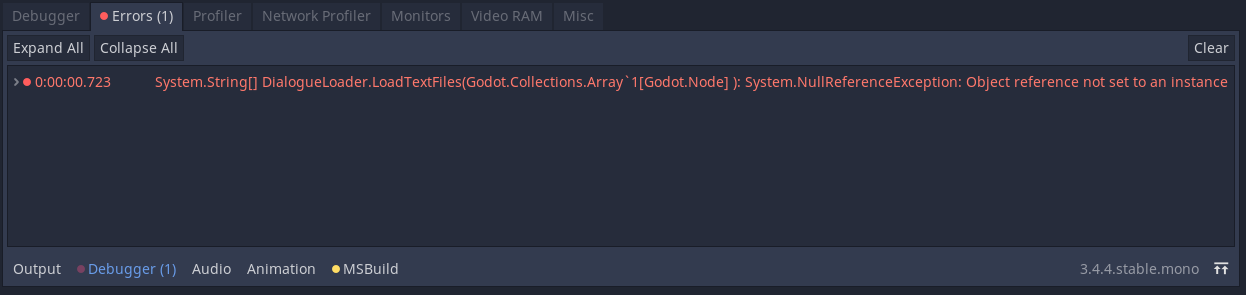 Debugger Errors (1) Profiler Network Profiler Monitors Video RAM Misc
Expand All Collapse All Clear
0:00:00.723 System.String[] DialogueLoader.LoadTextFiles(Godot.Collections.Array`1[Godot.Node] ): System.NullReferenceException: Object reference not set to an instance
Output Debugger (1) Audio Animation MSBuild 3.4.4.stable.mono